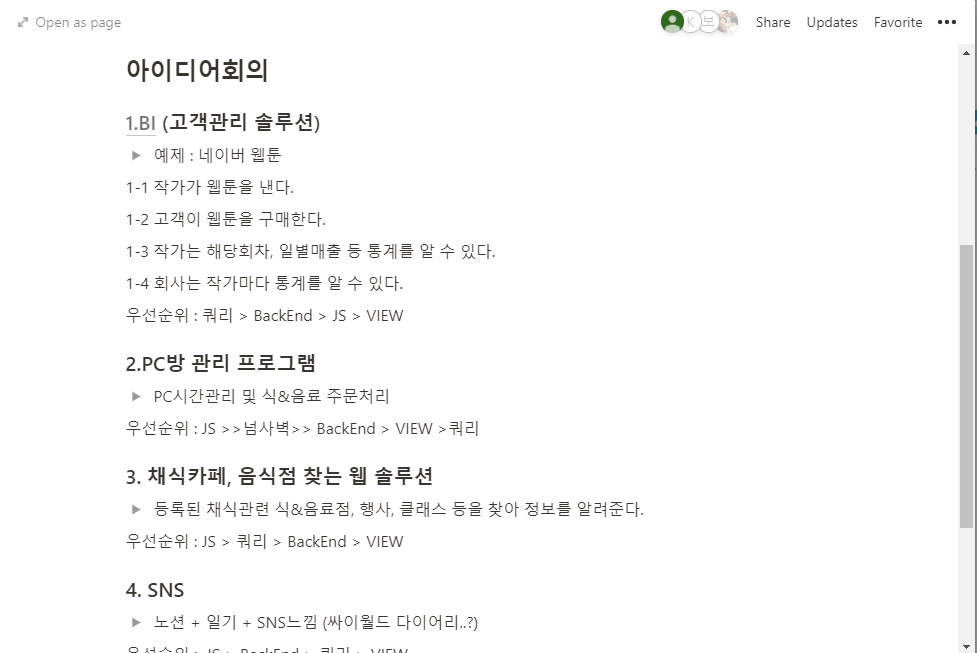 Open as page
K 보 Share Updates Favorite
아이디어회의
1.BI (고객관리 솔루션)
예제 : 네이버 웹툰
1-1 작가가 웹툰을 낸다.
1-2 고객이 웹툰을 구매한다.
1-3 작가는 해당회차, 일별매출 등 통계를 알 수 있다.
1-4 회사는 작가마다 통계를 알 수 있다.
우선순위 : 쿼리 > BackEnd > JS > VIEW
2.PC방 관리 프로그램
PC시간관리 및 식&음료 주문처리
우선순위 : JS >>넘사벽>> BackEnd > VIEW >쿼리
3. 채식카페, 음식점 찾는 웹 솔루션
등록된 채식관련 식&음료점, 행사, 클래스 등을 찾아 정보를 알려준다.
우선순위 : JS > 쿼리 > BackEnd > VIEW
4. SNS
노션 + 일기 + SNS느낌 (싸이월드 다이어리..?)
우선순위 : JS > BackEnd > 쿼리 > VIEW